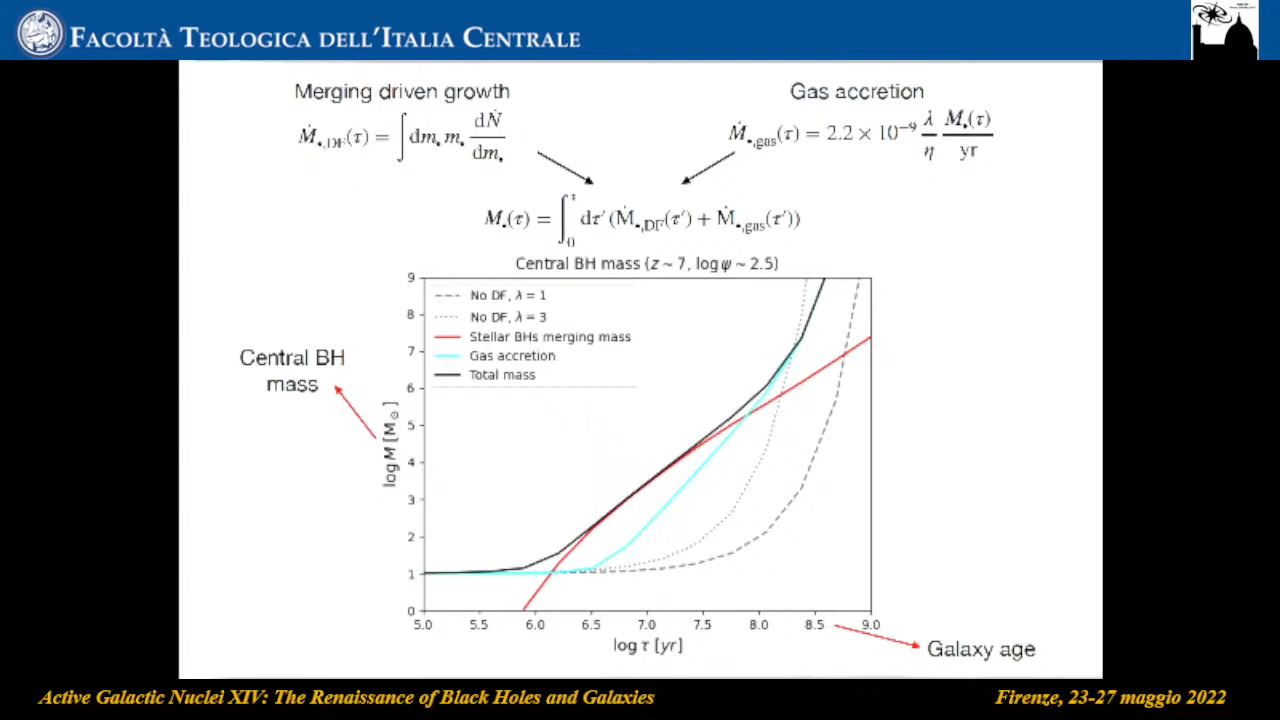 FACOLTÀ TEOLOGICA DELL'ITALIA CENTRALE
Merging driven growth
Gas accretion
Ṁ•,DF(τ) = ∫ dm• m• dṄ/dm•
Ṁ•,gas(τ) = 2.2 × 10⁻⁹ λ/η M•(τ)/yr
M•(τ) = ∫₀^τ dτ′ (Ṁ•,DF(τ′) + Ṁ•,gas(τ′))
Central BH mass (z ~ 7, log ψ ~ 2.5)
No DF, λ = 1
No DF, λ = 3
Stellar BHs merging mass
Gas accretion
Total mass
Central BH
mass
log M [M⊙]
9
8
7
6
5
4
3
2
1
0
5.0 5.5 6.0 6.5 7.0 7.5 8.0 8.5 9.0
log τ [yr]
Galaxy age
Active Galactic Nuclei XIV: The Renaissance of Black Holes and Galaxies
Firenze, 23-27 maggio 2022